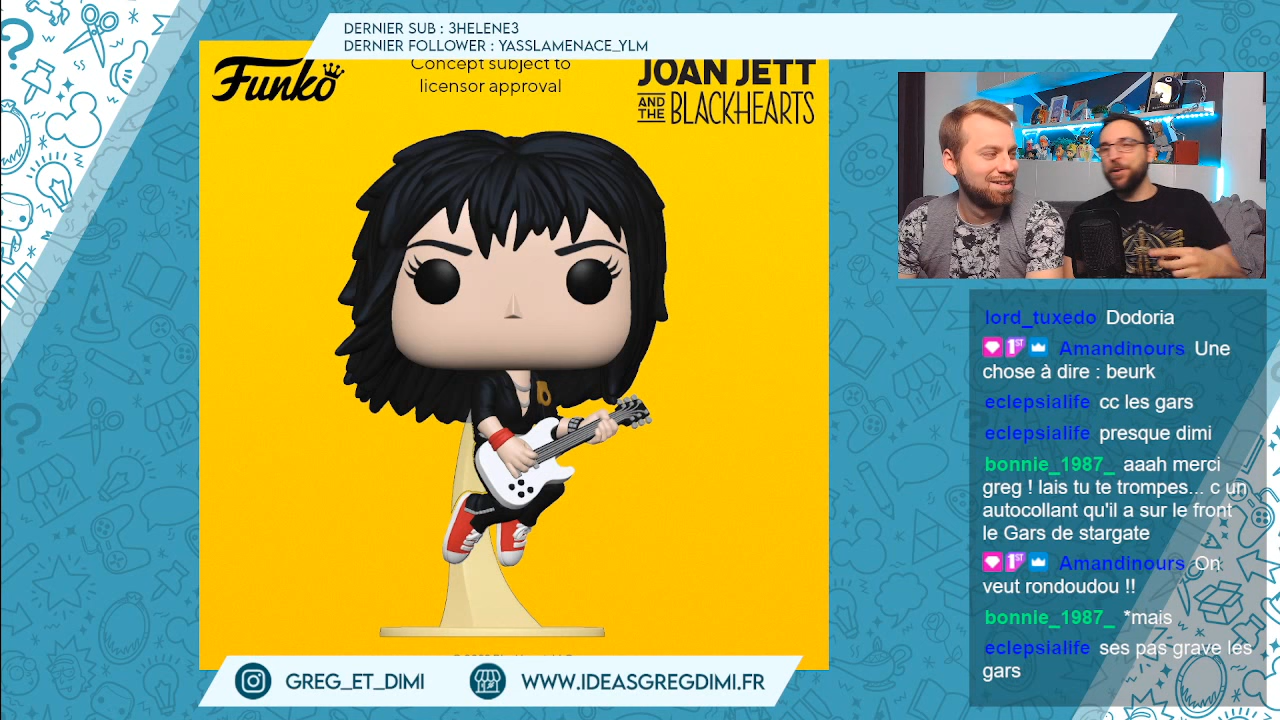 DERNIER SUB : 3HELENE3
DERNIER FOLLOWER : YASSLAMENACE_YLM
Funko
Concept subject to
licensor approval
JOAN JETT
AND THE BLACKHEARTS
lord_tuxedo Dodoria
1ST Amandinours Une
chose à dire : beurk
eclepsialife cc les gars
eclepsialife presque dimi
bonnie_1987_ aaah merci
greg ! lais tu te trompes... c un
autocollant qu'il a sur le front
le Gars de stargate
1ST Amandinours On
veut rondoudou !!
bonnie_1987_ *mais
eclepsialife ses pas grave les
gars
GREG_ET_DIMI
WWW.IDEASGREGDIMI.FR